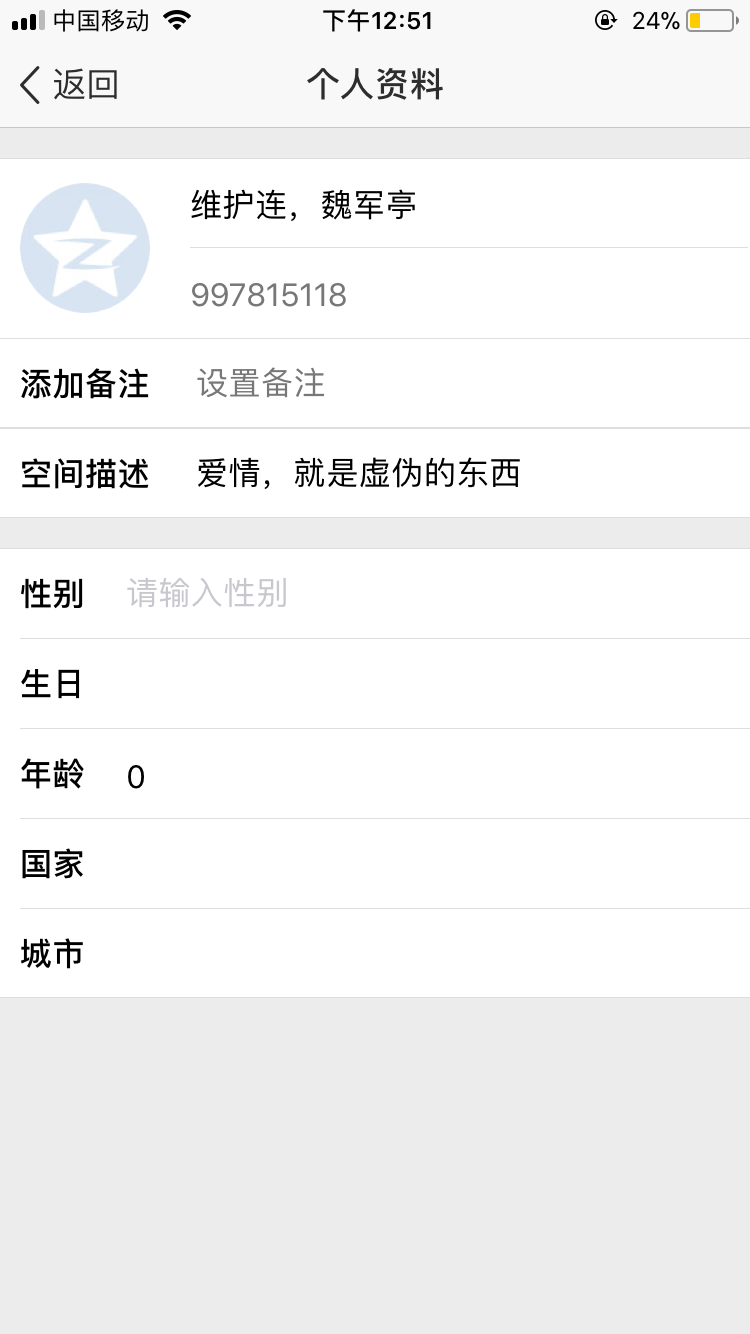 中国移动 下午12:51 24%
返回 个人资料
维护连，魏军亭
997815118
添加备注 设置备注
空间描述 爱情，就是虚伪的东西
性别 请输入性别
生日
年龄 0
国家
城市